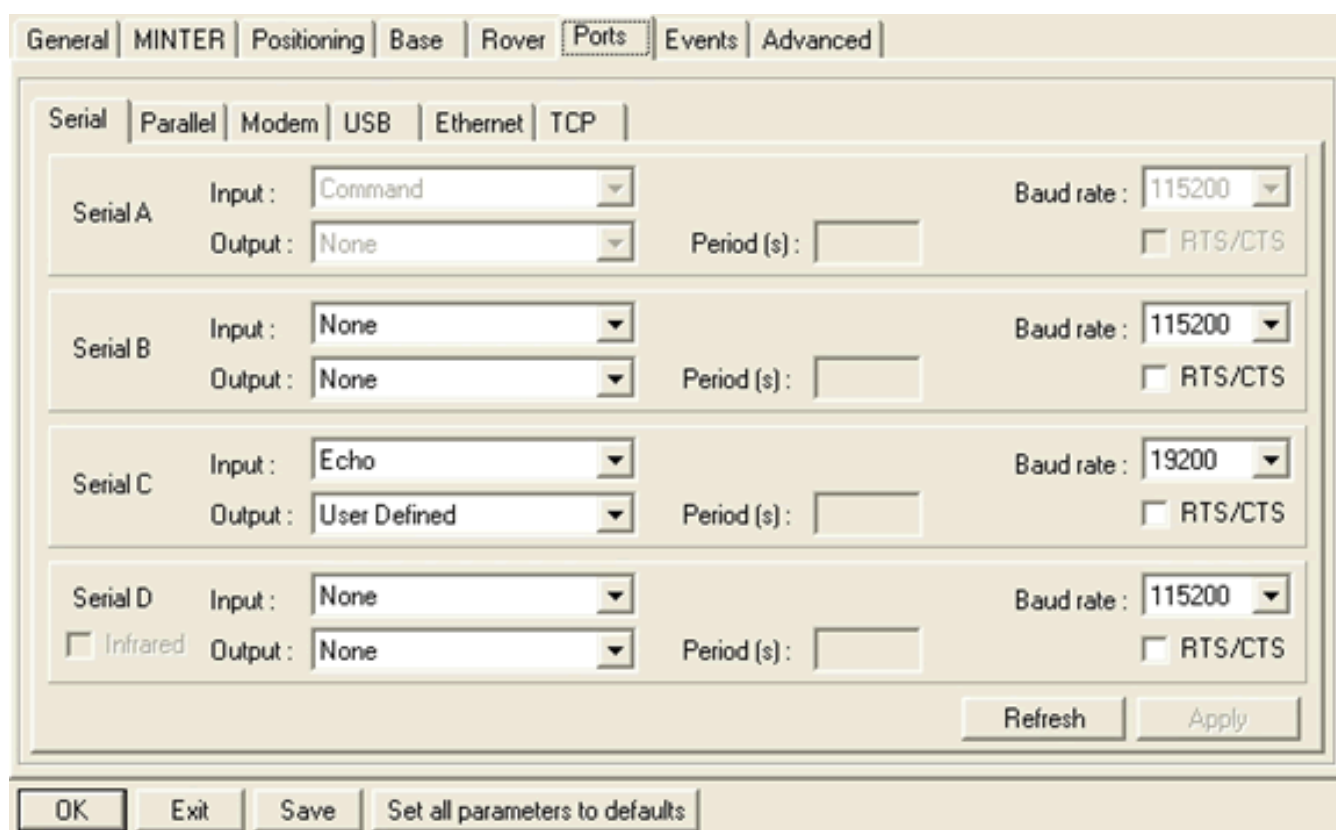 General MINTER Positioning Base Rover Ports Events Advanced
Serial Parallel Modem USB Ethernet TCP
Serial A
Input : Command
Baud rate : 115200
Output : None
Period (s) :
RTS/CTS
Serial B
Input : None
Baud rate : 115200
Output : None
Period (s) :
RTS/CTS
Serial C
Input : Echo
Baud rate : 19200
Output : User Defined
Period (s) :
RTS/CTS
Serial D
Input : None
Baud rate : 115200
Infrared
Output : None
Period (s) :
RTS/CTS
Refresh Apply
OK Exit Save Set all parameters to defaults